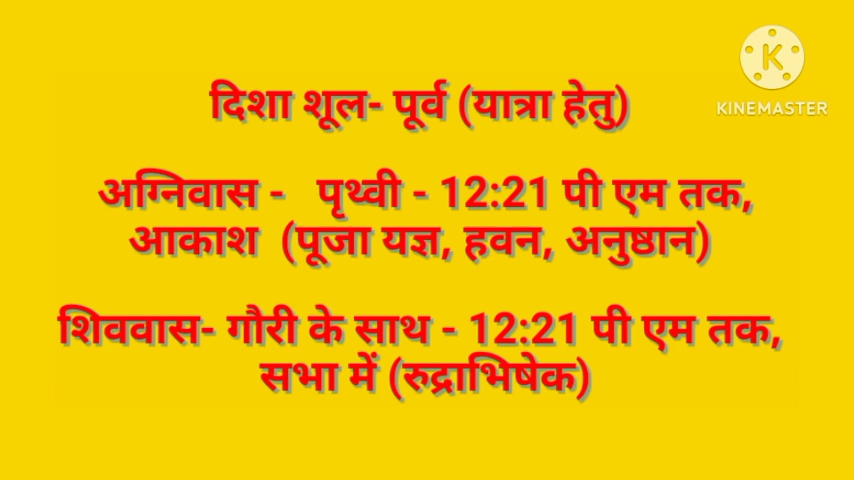 KINEMASTER
दिशा शूल- पूर्व (यात्रा हेतु)
अग्निवास - पृथ्वी - 12:21 पी एम तक,
आकाश (पूजा यज्ञ, हवन, अनुष्ठान)
शिववास- गौरी के साथ - 12:21 पी एम तक,
सभा में (रुद्राभिषेक)